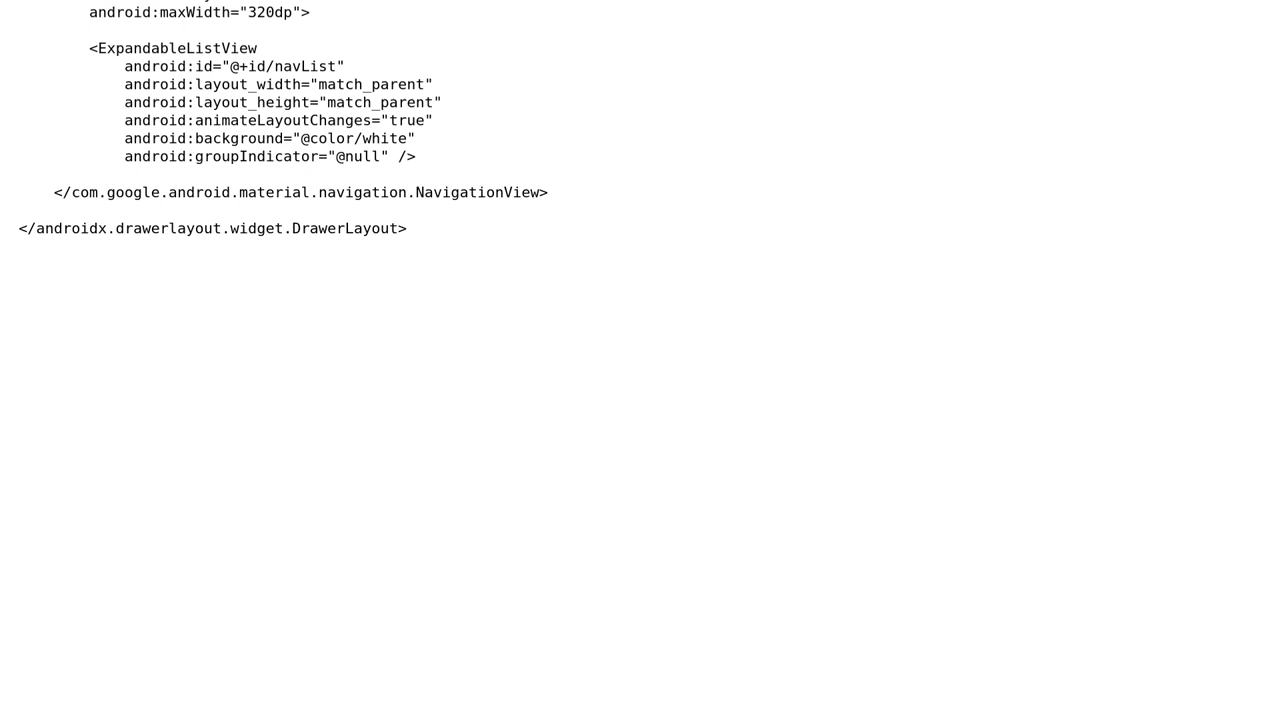 android:maxWidth="320dp">
<ExpandableListView
android:id="@+id/navList"
android:layout_width="match_parent"
android:layout_height="match_parent"
android:animateLayoutChanges="true"
android:background="@color/white"
android:groupIndicator="@null" />
</com.google.android.material.navigation.NavigationView>
</androidx.drawerlayout.widget.DrawerLayout>